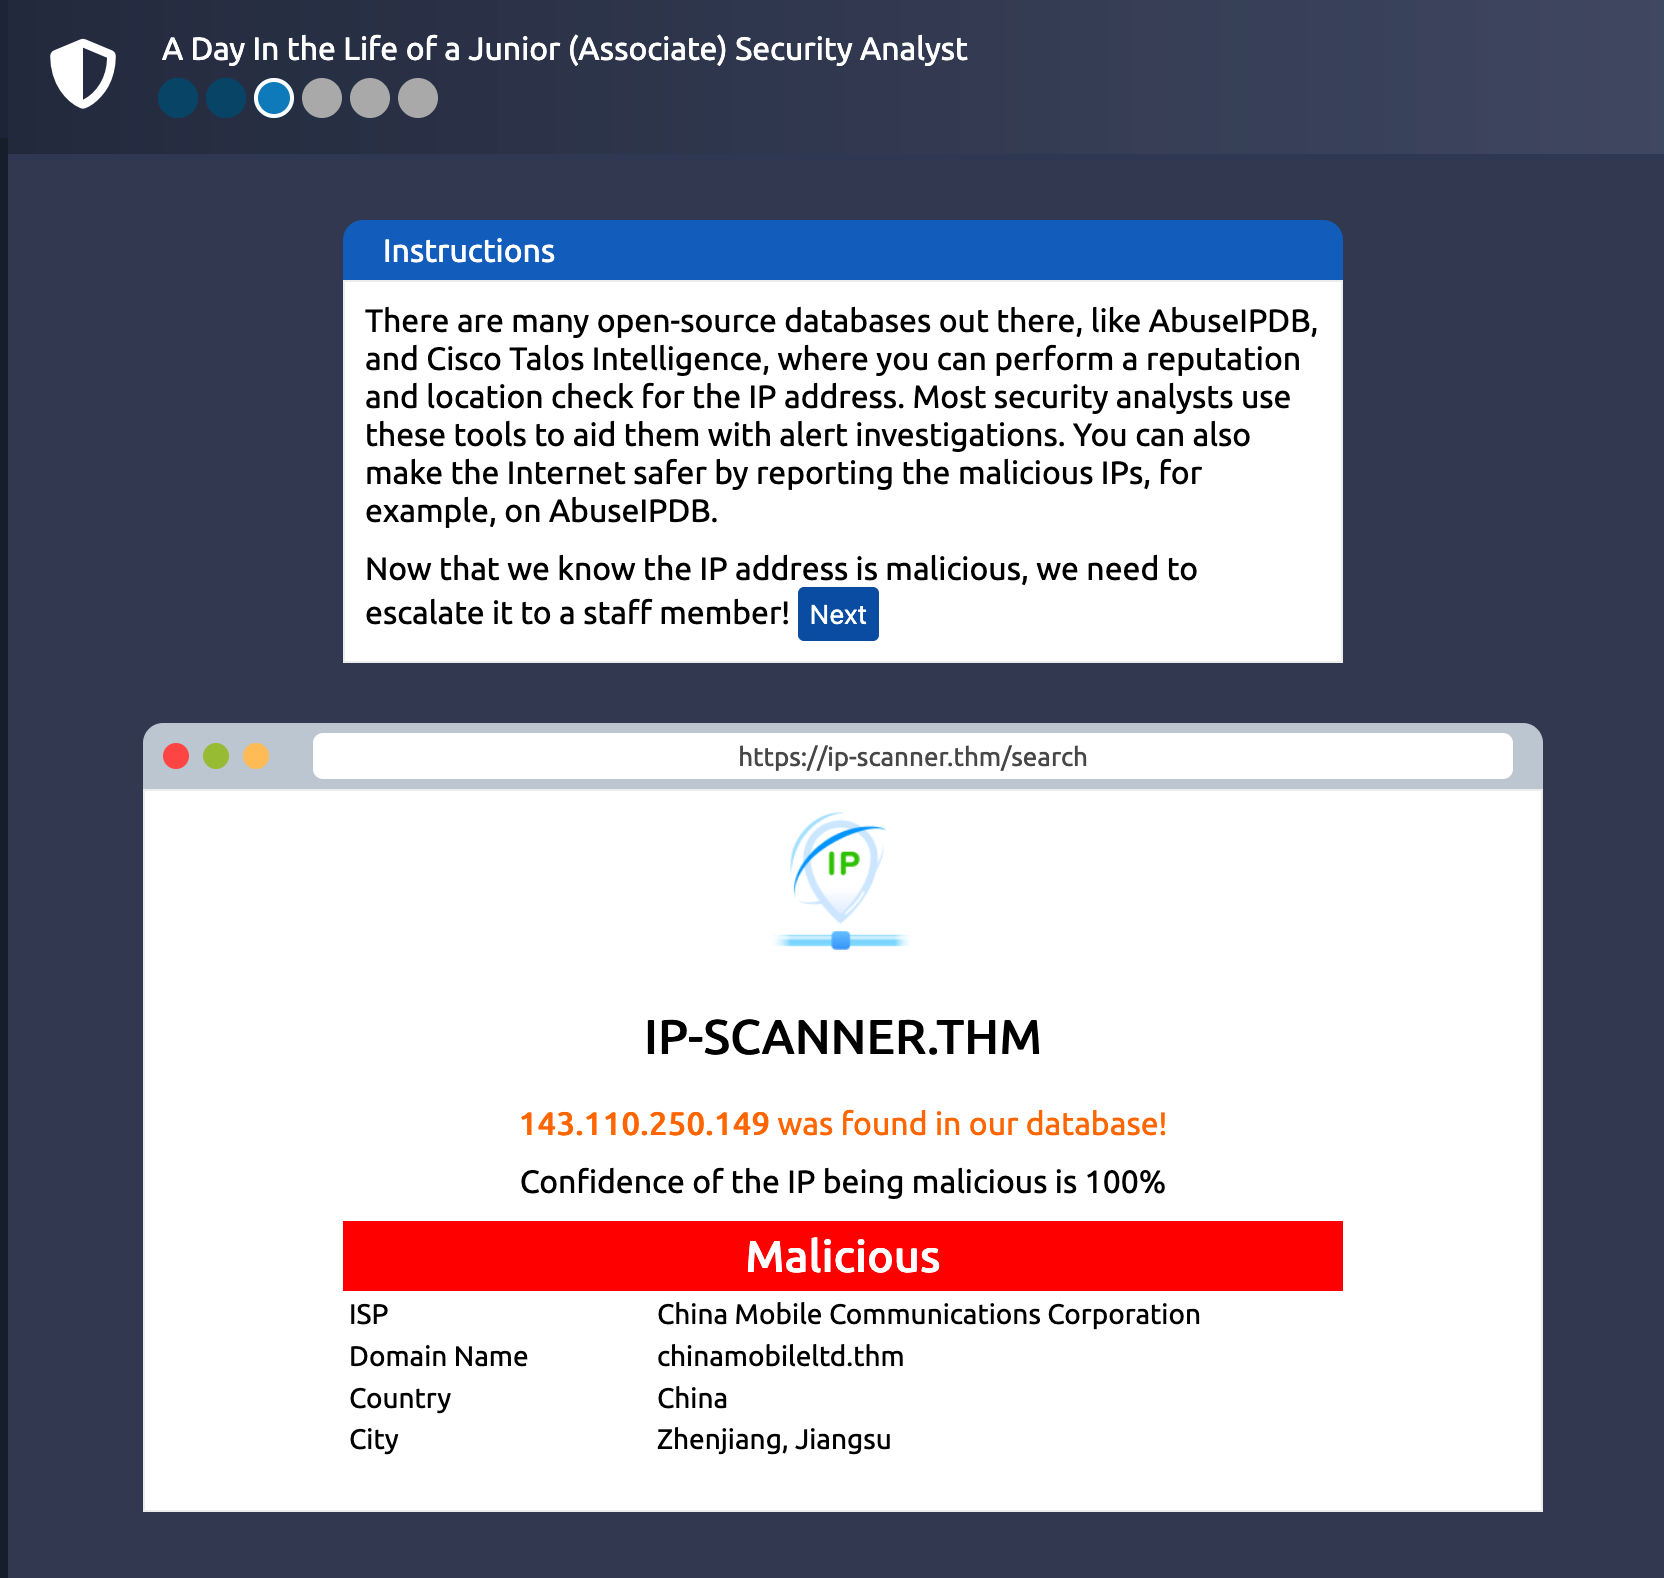 A Day In the Life of a Junior (Associate) Security Analyst
Instructions
There are many open-source databases out there, like AbuseIPDB,
and Cisco Talos Intelligence, where you can perform a reputation
and location check for the IP address. Most security analysts use
these tools to aid them with alert investigations. You can also
make the Internet safer by reporting the malicious IPs, for
example, on AbuseIPDB.
Now that we know the IP address is malicious, we need to
escalate it to a staff member! Next
https://ip-scanner.thm/search
IP
IP-SCANNER.THM
143.110.250.149 was found in our database!
Confidence of the IP being malicious is 100%
Malicious
ISP China Mobile Communications Corporation
Domain Name chinamobileltd.thm
Country China
City Zhenjiang, Jiangsu